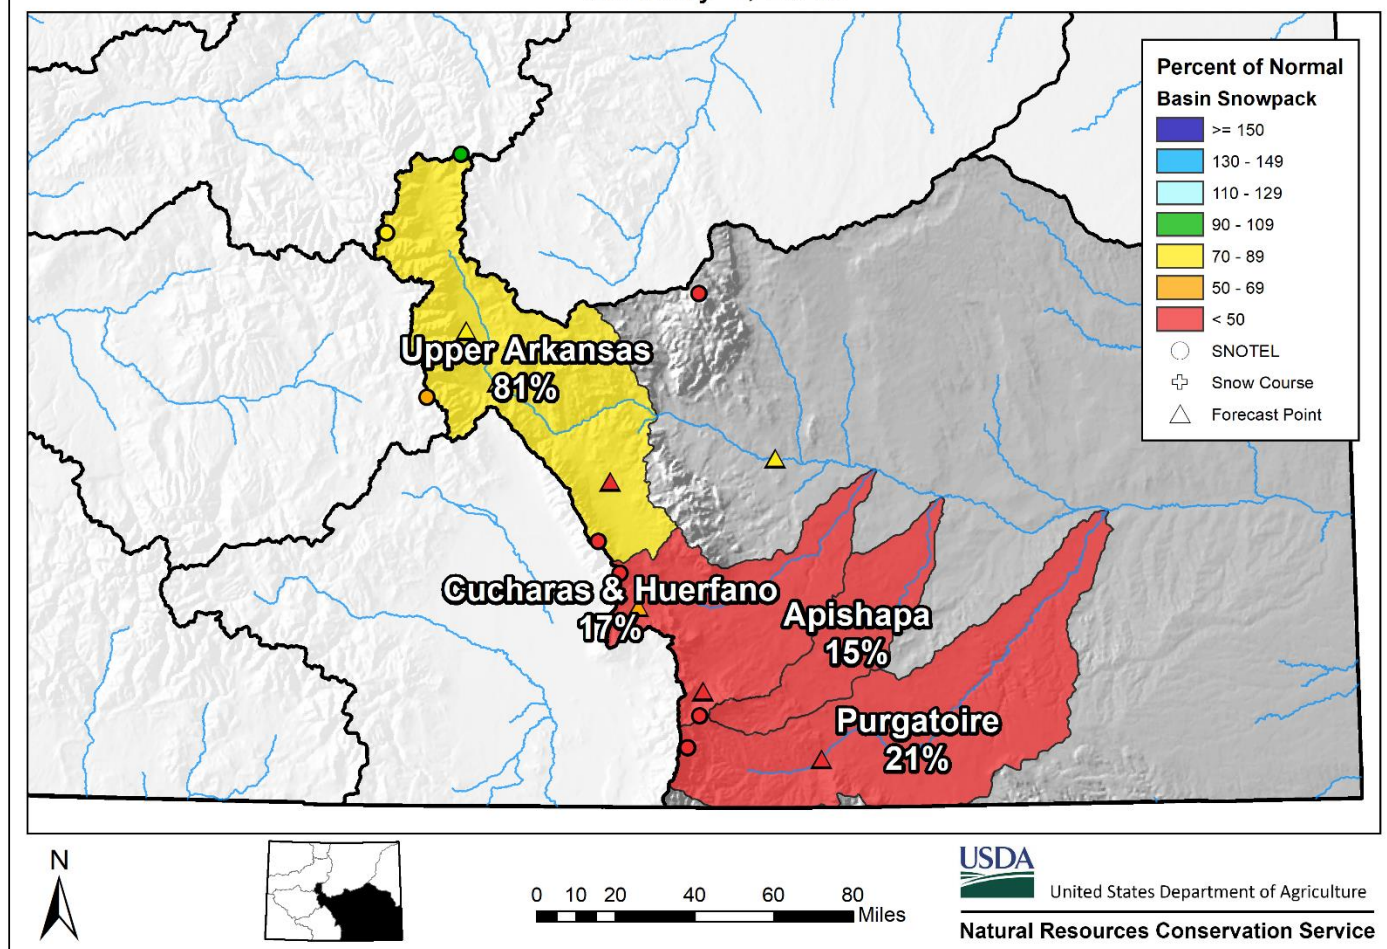 Percent of Normal
Basin Snowpack
>= 150
130 - 149
110 - 129
90 - 109
70 - 89
50 - 69
< 50
SNOTEL
Snow Course
Forecast Point
Upper Arkansas
81%
Cucharas & Huerfano
17%
Apishapa
15%
Purgatoire
21%
N
0 10 20 40 60 80
Miles
USDA
United States Department of Agriculture
Natural Resources Conservation Service